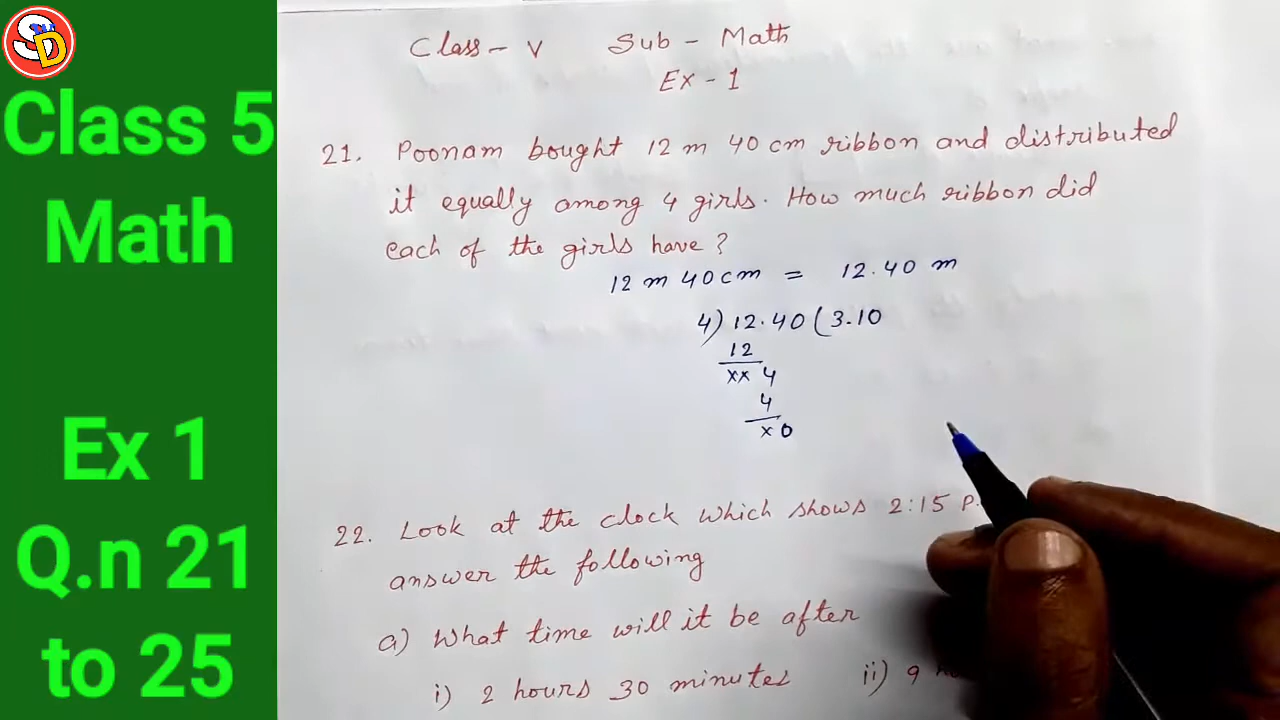 SD
Class 5
Math
Ex 1
Q.n 21
to 25
Class - V Sub - Math
Ex - 1
21. Poonam bought 12 m 40 cm ribbon and distributed
it equally among 4 girls. How much ribbon did
each of the girls have ?
12 m 40 cm = 12.40 m
4) 12.40 (3.10
12
xx 4
4
x 0
22. Look at the clock which shows 2:15 P.
answer the following
a) What time will it be after
i) 2 hours 30 minutes ii) 9